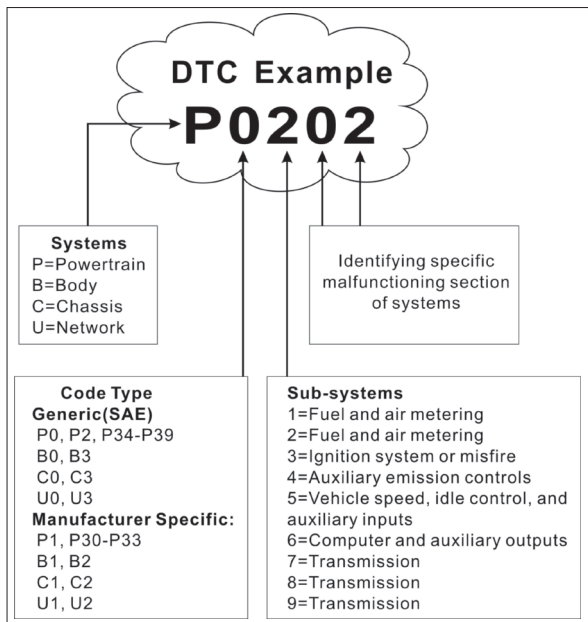 DTC Example
P0202
Systems
P=Powertrain
B=Body
C=Chassis
U=Network
Identifying specific
malfunctioning section
of systems
Code Type
Generic(SAE)
P0, P2, P34-P39
B0, B3
C0, C3
U0, U3
Manufacturer Specific:
P1, P30-P33
B1, B2
C1, C2
U1, U2
Sub-systems
1=Fuel and air metering
2=Fuel and air metering
3=Ignition system or misfire
4=Auxiliary emission controls
5=Vehicle speed, idle control, and
auxiliary inputs
6=Computer and auxiliary outputs
7=Transmission
8=Transmission
9=Transmission